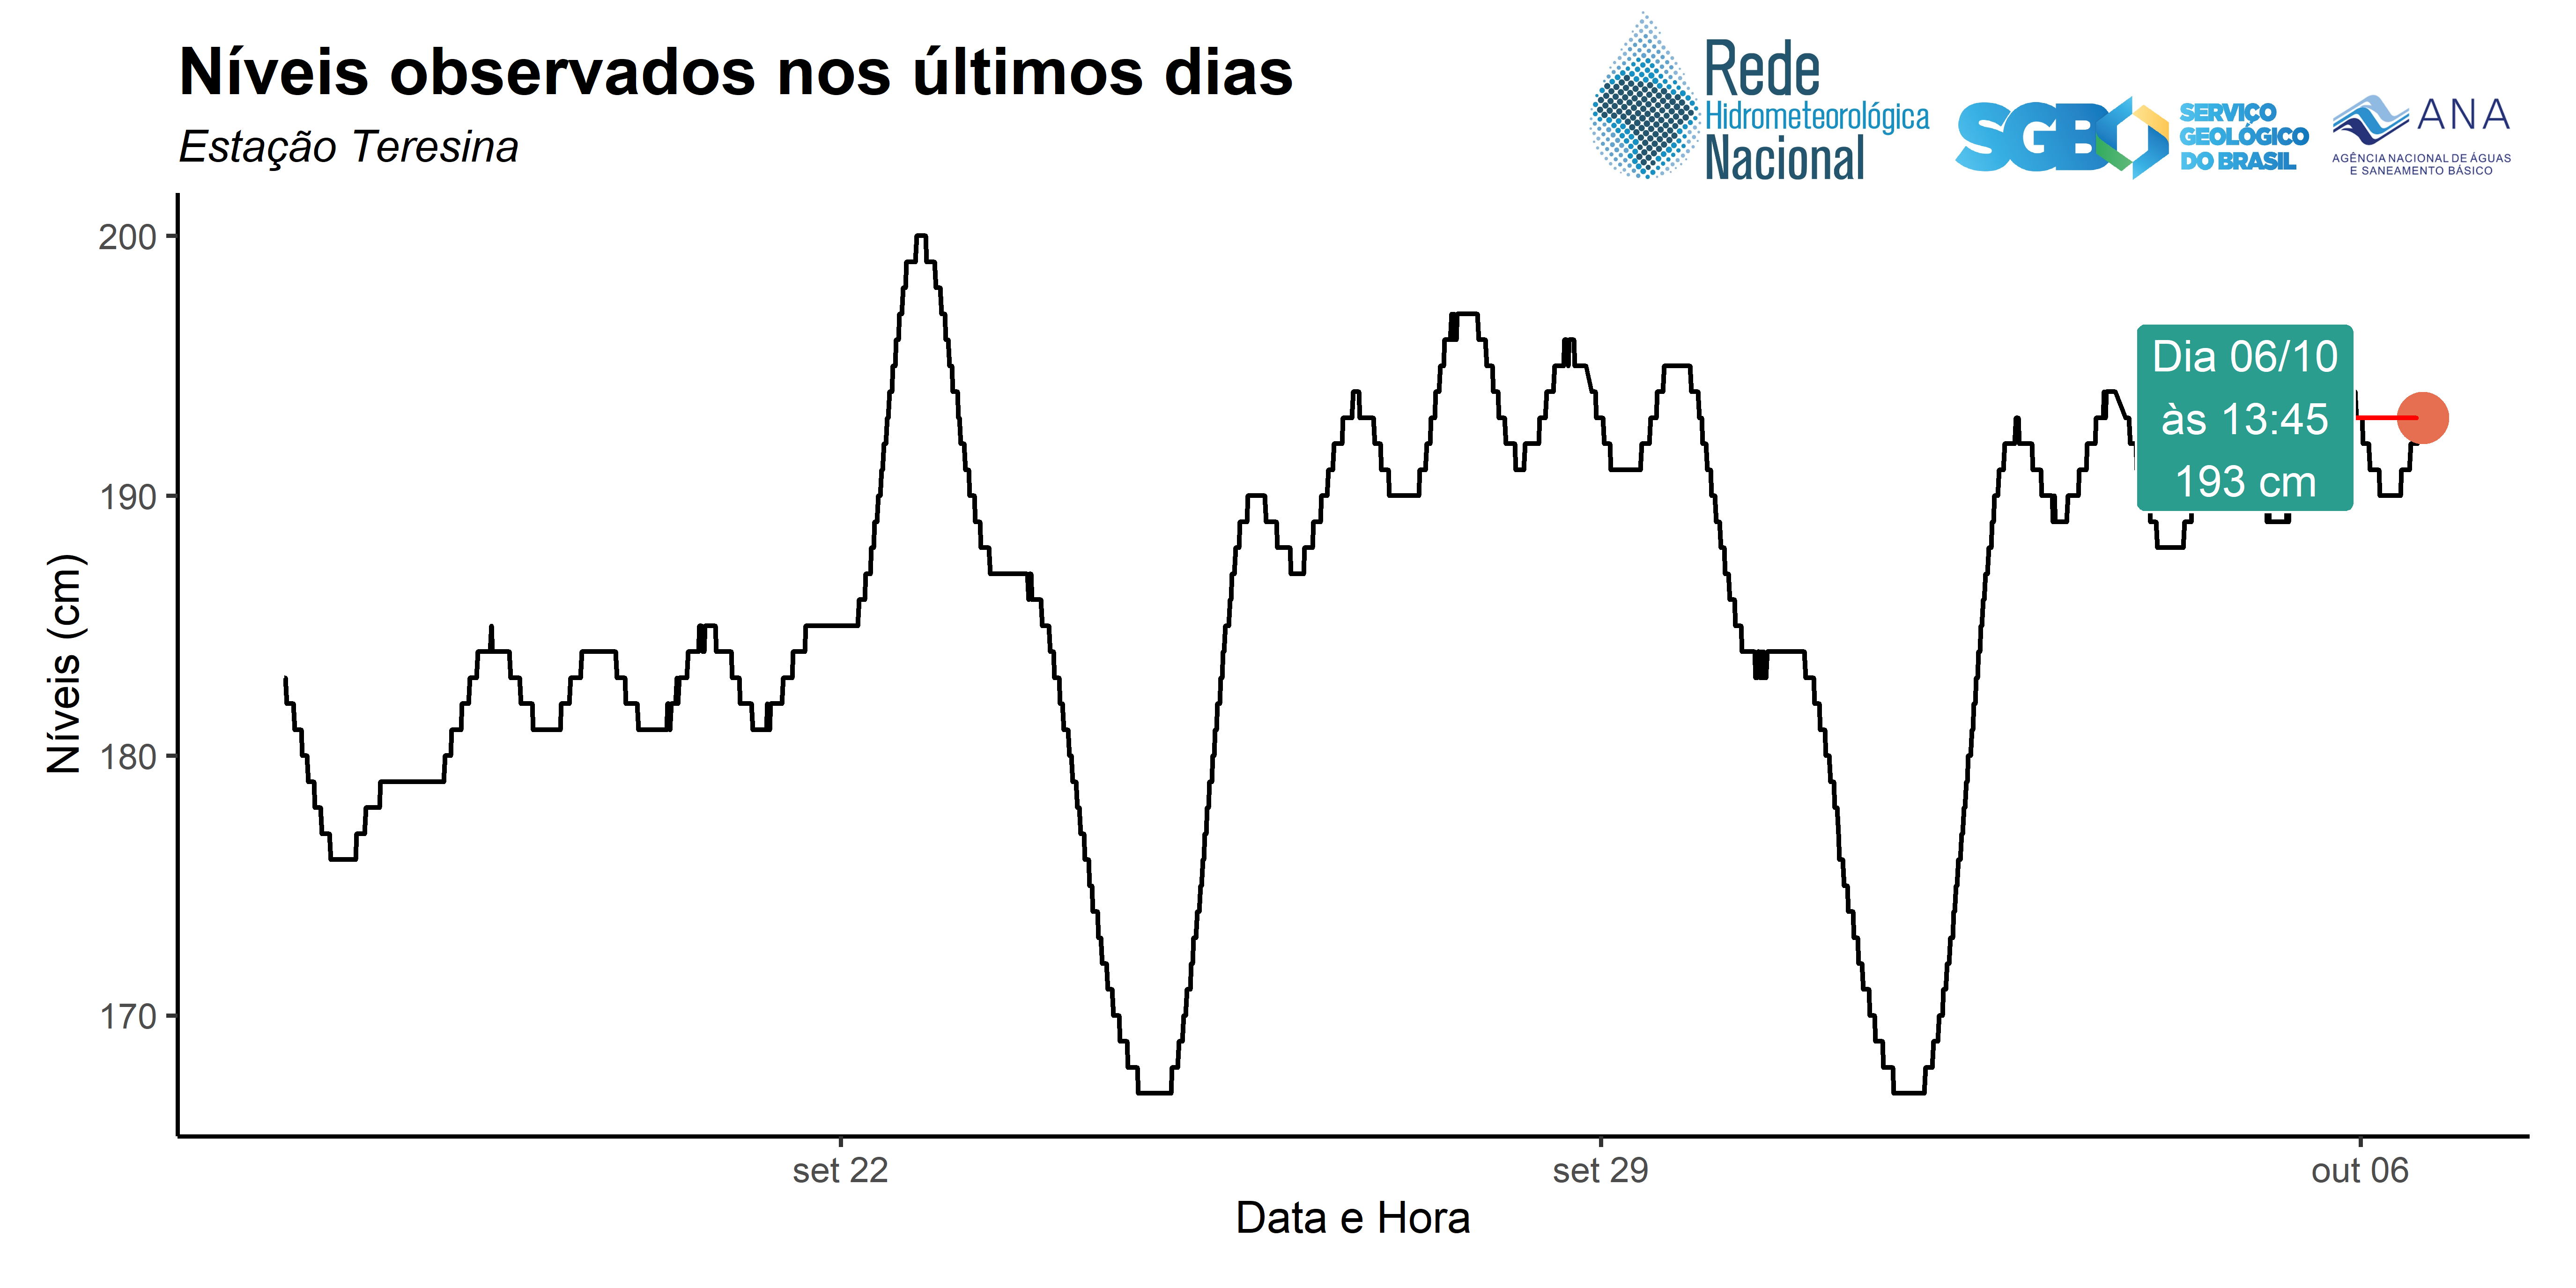 Níveis observados nos últimos dias
Estação Teresina
Rede
Hidrometeorológica
Nacional
SGB
SERVIÇO
GEOLÓGICO
DO BRASIL
ANA
AGÊNCIA NACIONAL DE ÁGUAS
E SANEAMENTO BÁSICO
200
190
180
170
Níveis (cm)
Dia 06/10
às 13:45
193 cm
set 22
set 29
out 06
Data e Hora